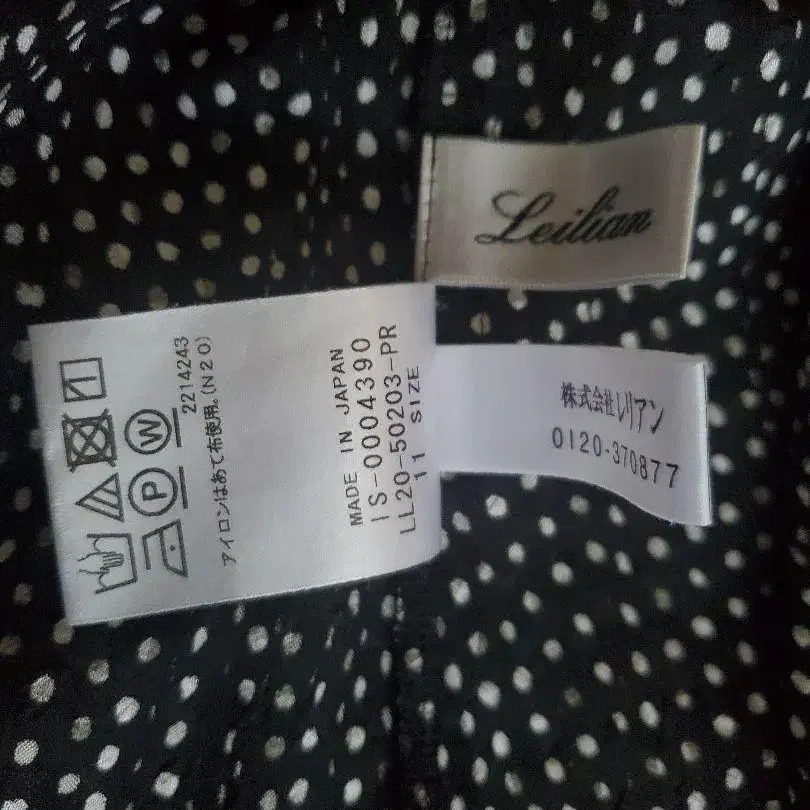 Leilian
株式会社レリアン
0120-370877
W
P
2214243
アイロンはあて布使用。(N20)
MADE IN JAPAN
IS-0004390
LL20-50203-PR
11 SIZE